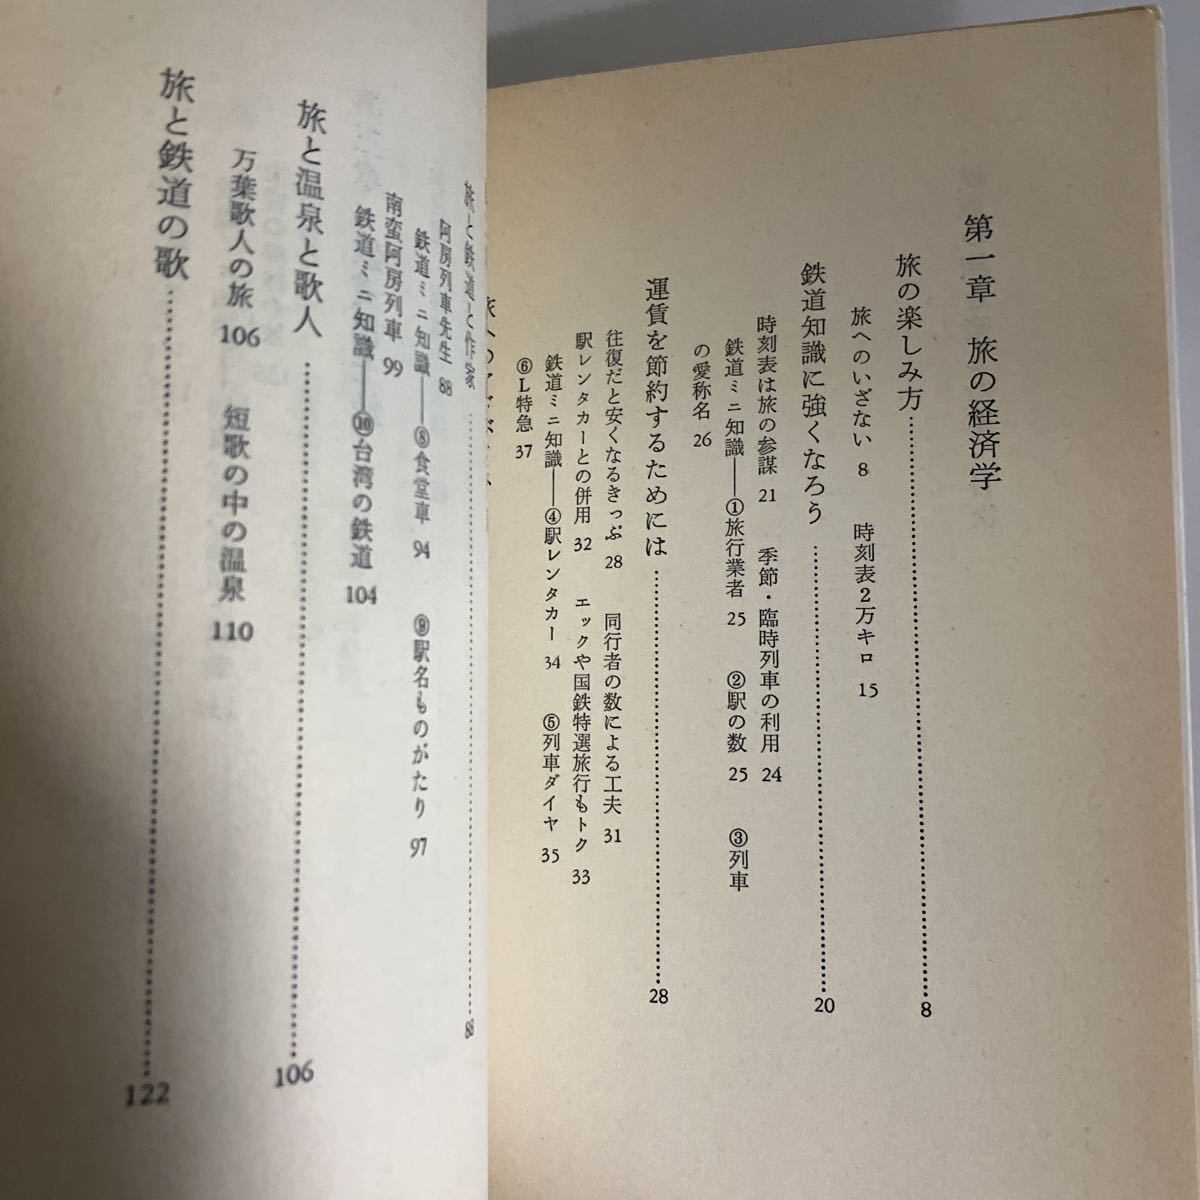 第一章 旅の経済学
旅の楽しみ方…………8
旅へのいざない 8 時刻表2万キロ 15
鉄道知識に強くなろう…………20
時刻表は旅の参謀 21 季節・臨時列車の利用 24
鉄道ミニ知識――①旅行業者 25 ②駅の数 25 ③列車
の愛称名 26
運賃を節約するためには…………28
往復だと安くなるきっぷ 28 同行者の数による工夫 31
駅レンタカーとの併用 32 エックや国鉄特選旅行もトク 33
鉄道ミニ知識――④駅レンタカー 34 ⑤列車ダイヤ 35
⑥L特急 37
旅と鉄道と作家…………88
阿房列車先生 88
鉄道ミニ知識――⑧食堂車 94 ⑨駅名ものがたり 97
南蛮阿房列車 99
鉄道ミニ知識――⑩台湾の鉄道 104
旅と温泉と歌人…………106
万葉歌人の旅 106 短歌の中の温泉 110
旅と鉄道の歌…………122